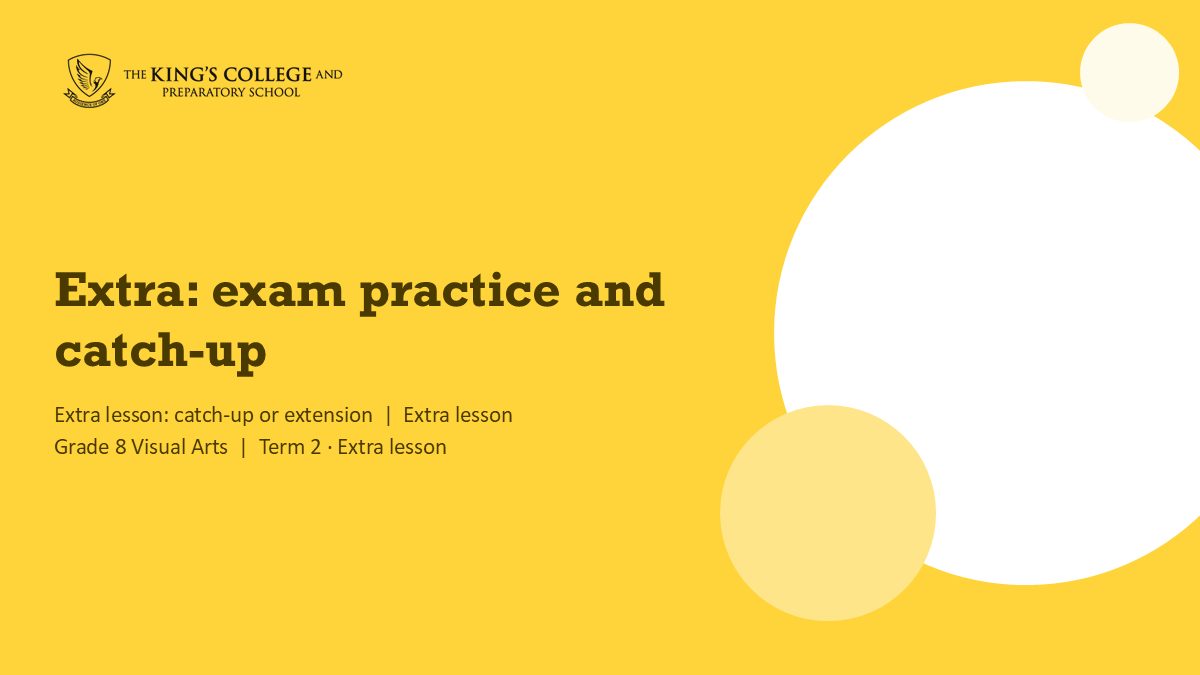 THE KING'S COLLEGE AND
PREPARATORY SCHOOL
Extra: exam practice and
catch-up
Extra lesson: catch-up or extension | Extra lesson
Grade 8 Visual Arts | Term 2 · Extra lesson